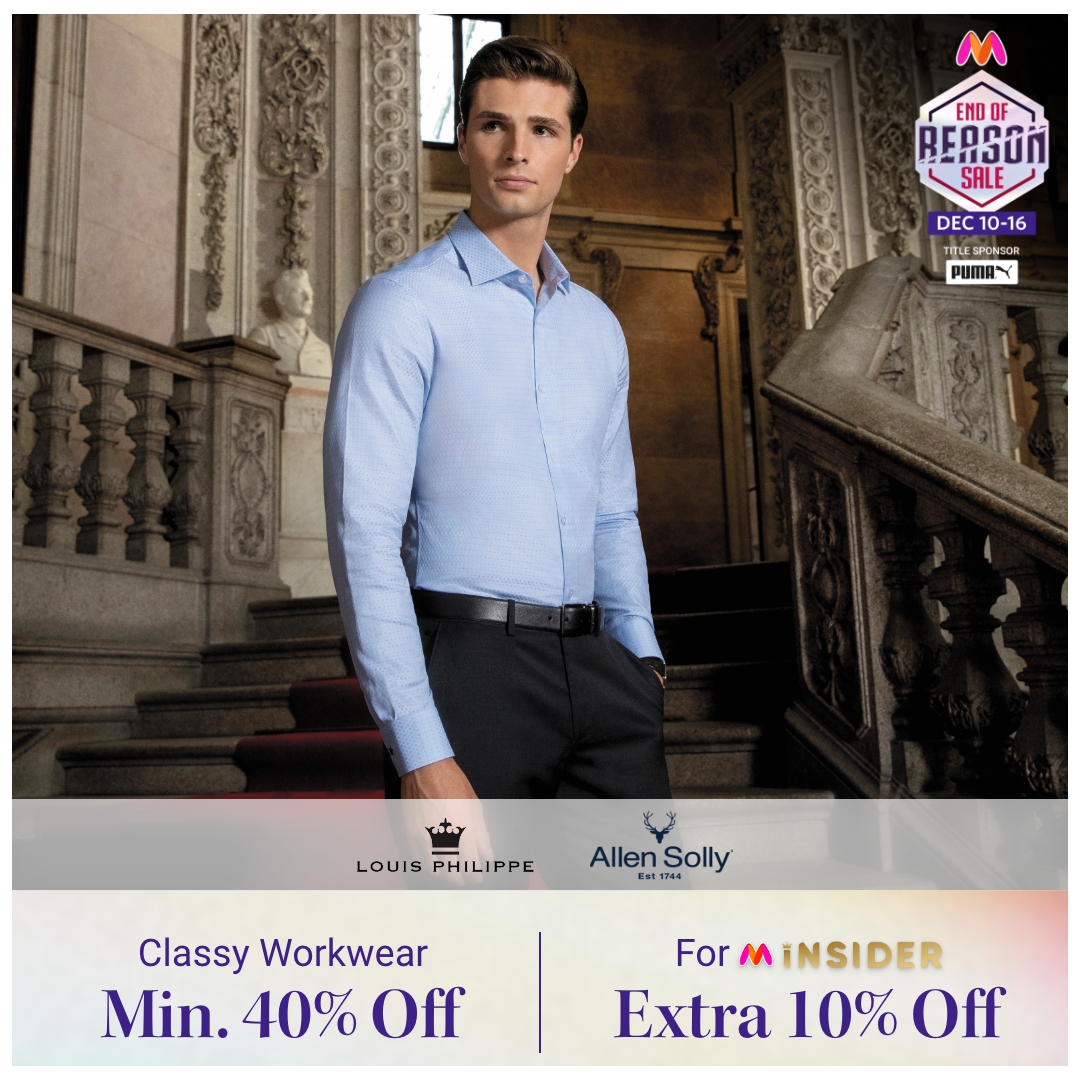 END OF
REASON
SALE
DEC 10-16
TITLE SPONSOR
PUMA
LOUIS PHILIPPE
Allen Solly
Est 1744
Classy Workwear
Min. 40% Off
For M INSIDER
Extra 10% Off